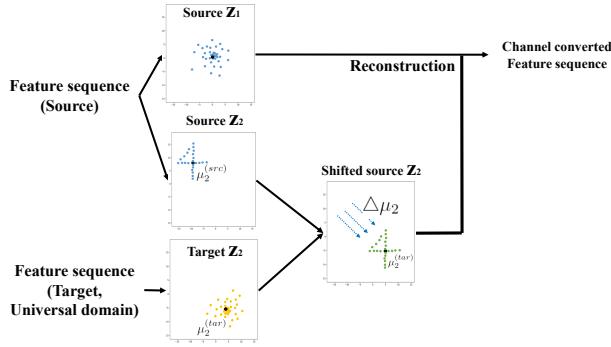 Source Z₁
Channel converted
Feature sequence
Reconstruction
Feature sequence
(Source)
Source Z₂
μ₂^(src)
Shifted source Z₂
△μ₂
μ₂^(tar)
Target Z₂
μ₂^(tar)
Feature sequence
(Target,
Universal domain)